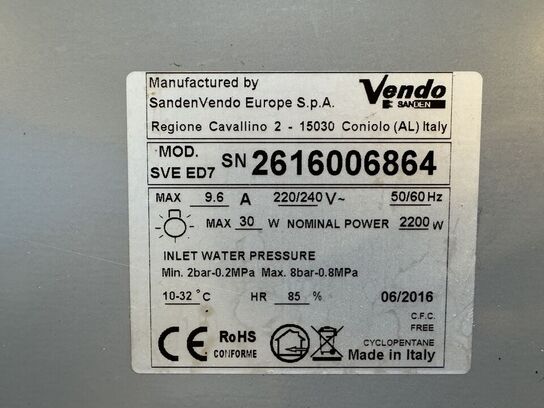 Manufactured by
SandenVendo Europe S.p.A.
Vendo
SANDEN
Regione Cavallino 2 - 15030 Coniolo (AL) Italy
MOD.
SVE ED7
SN 2616006864
MAX 9.6 A 220/240 V~ 50/60 Hz
MAX 30 W NOMINAL POWER 2200 W
INLET WATER PRESSURE
Min. 2bar-0.2MPa Max. 8bar-0.8MPa
10-32 °C HR 85 % 06/2016
C.F.C.
FREE
CE RoHS
CONFORME
CYCLOPENTANE
Made in Italy